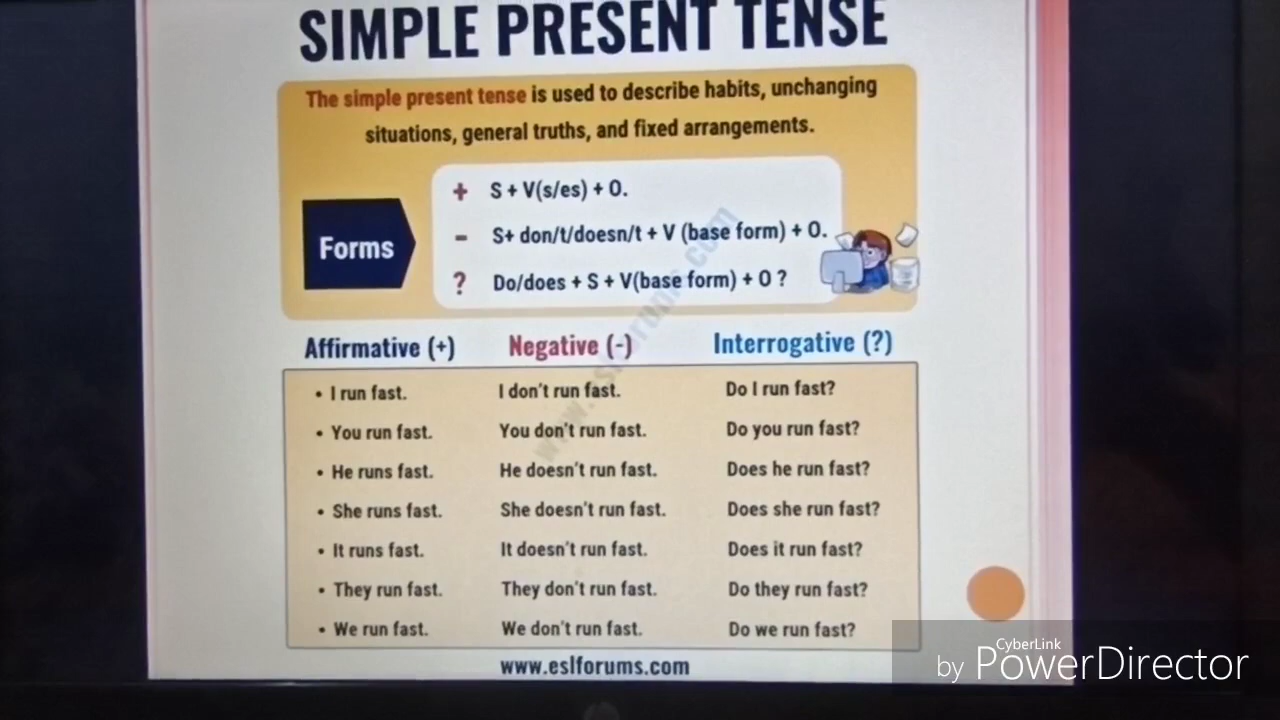 SIMPLE PRESENT TENSE
The simple present tense is used to describe habits, unchanging
situations, general truths, and fixed arrangements.
Forms
+ S + V(s/es) + O.
- S+ don/t/doesn/t + V (base form) + O.
? Do/does + S + V(base form) + O ?
Affirmative (+) Negative (-) Interrogative (?)
• I run fast. I don't run fast. Do I run fast?
• You run fast. You don't run fast. Do you run fast?
• He runs fast. He doesn't run fast. Does he run fast?
• She runs fast. She doesn't run fast. Does she run fast?
• It runs fast. It doesn't run fast. Does it run fast?
• They run fast. They don't run fast. Do they run fast?
• We run fast. We don't run fast. Do we run fast?
www.eslforums.com
www.eslforums.com
CyberLink
by PowerDirector